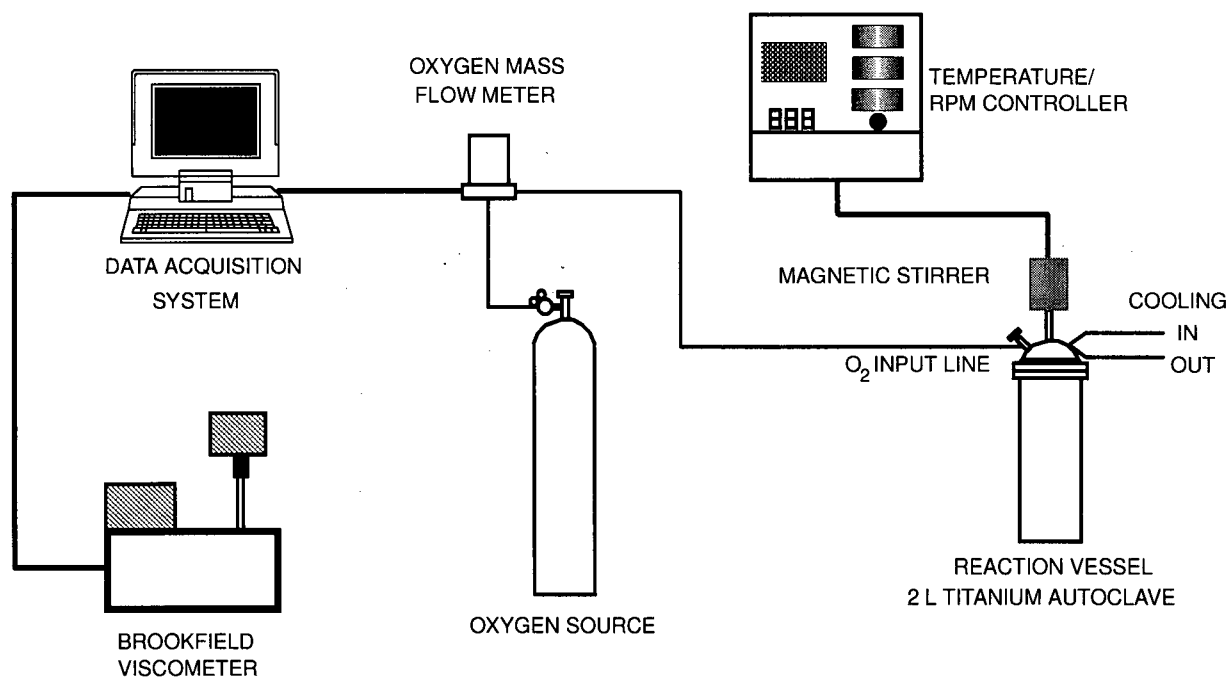 OXYGEN MASS
FLOW METER
TEMPERATURE/
RPM CONTROLLER
DATA ACQUISITION
SYSTEM
MAGNETIC STIRRER
COOLING
IN
OUT
O₂ INPUT LINE
REACTION VESSEL
2 L TITANIUM AUTOCLAVE
OXYGEN SOURCE
BROOKFIELD
VISCOMETER